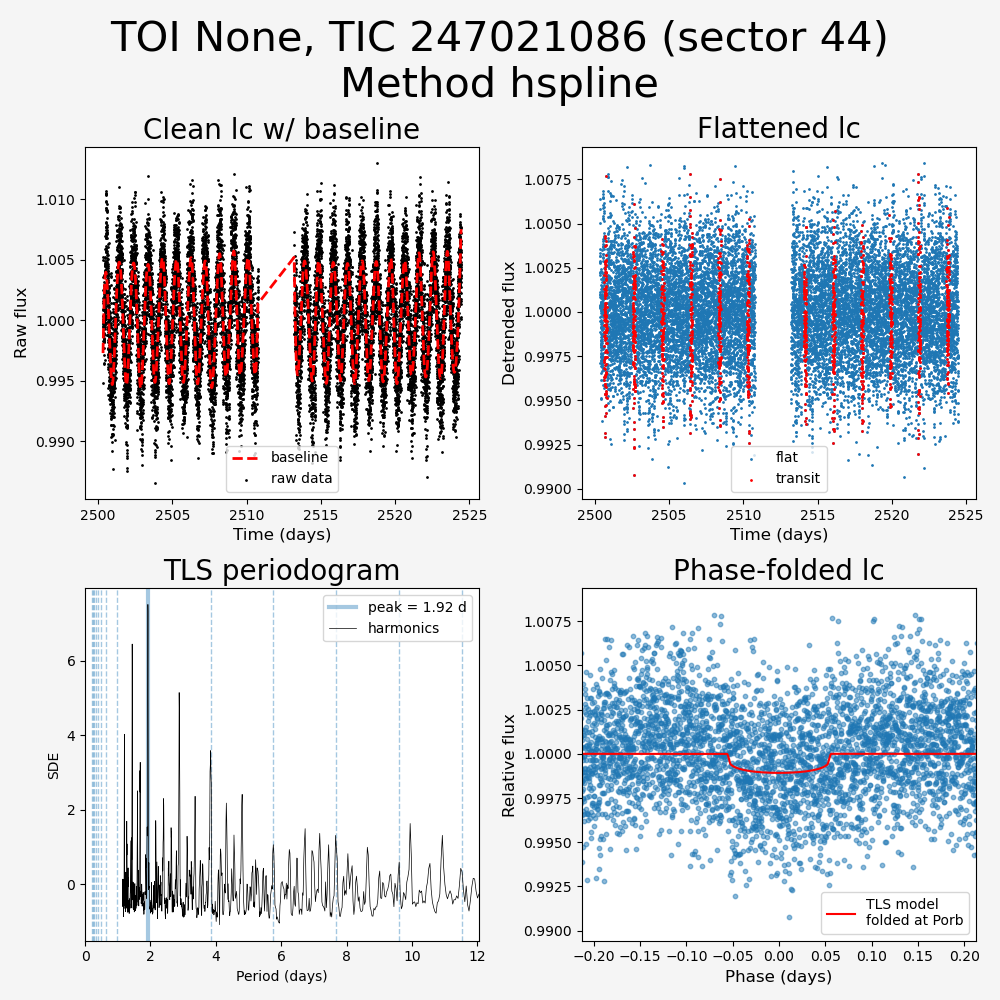 TOI None, TIC 247021086 (sector 44)
Method hspline
Clean lc w/ baseline
Flattened lc
1.010
1.005
1.000
0.995
0.990
Raw flux
baseline
raw data
2500
2505
2510
2515
2520
2525
Time (days)
1.0075
1.0050
1.0025
1.0000
0.9975
0.9950
0.9925
0.9900
Detrended flux
flat
transit
2500
2505
2510
2515
2520
2525
Time (days)
TLS periodogram
Phase-folded lc
peak = 1.92 d
harmonics
6
4
2
0
SDE
0
2
4
6
8
10
12
Period (days)
1.0075
1.0050
1.0025
1.0000
0.9975
0.9950
0.9925
0.9900
Relative flux
TLS model
folded at Porb
−0.20
−0.15
−0.10
−0.05
0.00
0.05
0.10
0.15
0.20
Phase (days)